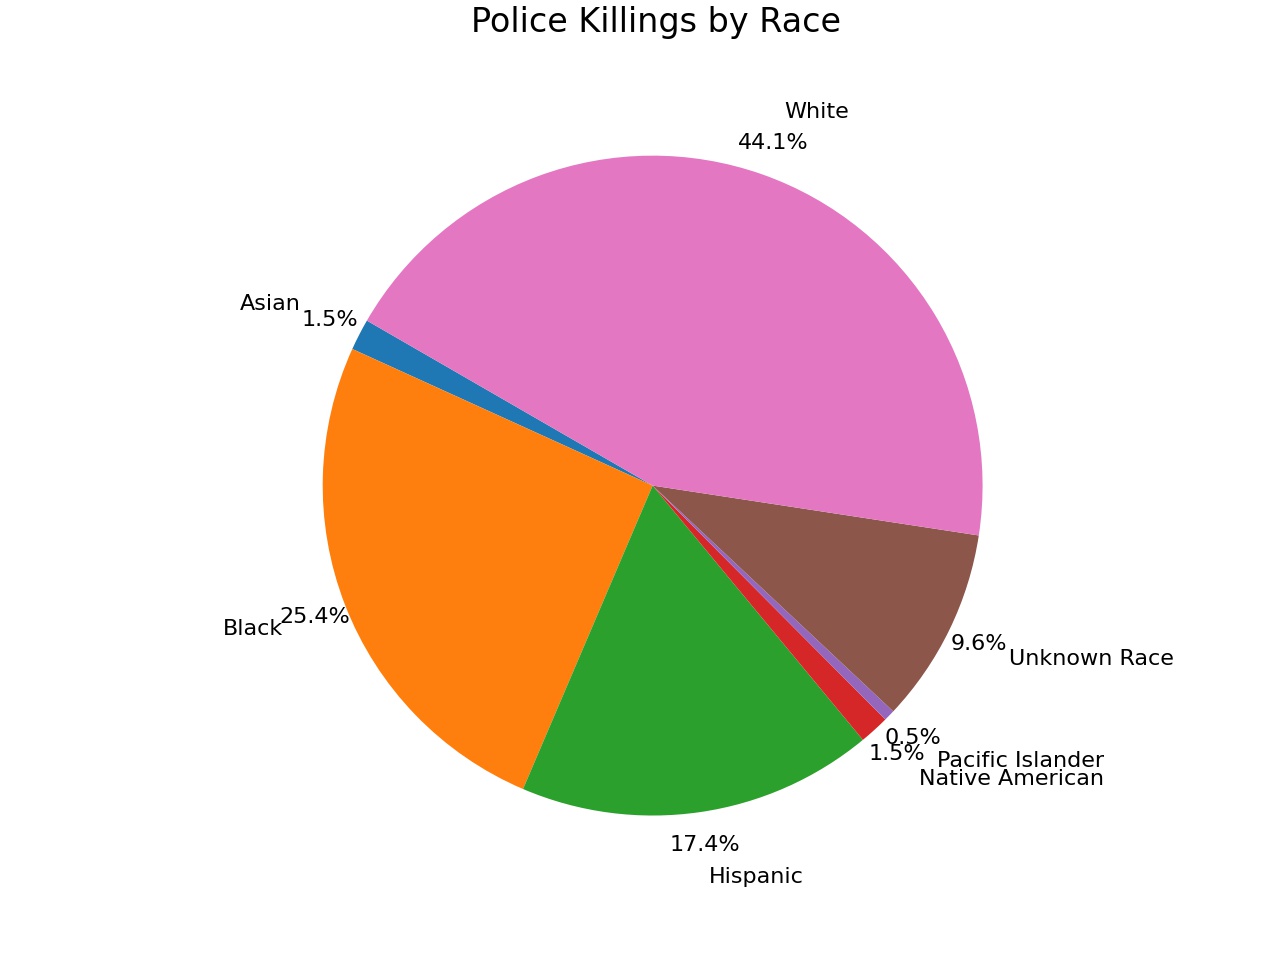 Police Killings by Race
White
44.1%
Asian
1.5%
Black
25.4%
9.6%
Unknown Race
0.5%
Pacific Islander
1.5%
Native American
17.4%
Hispanic